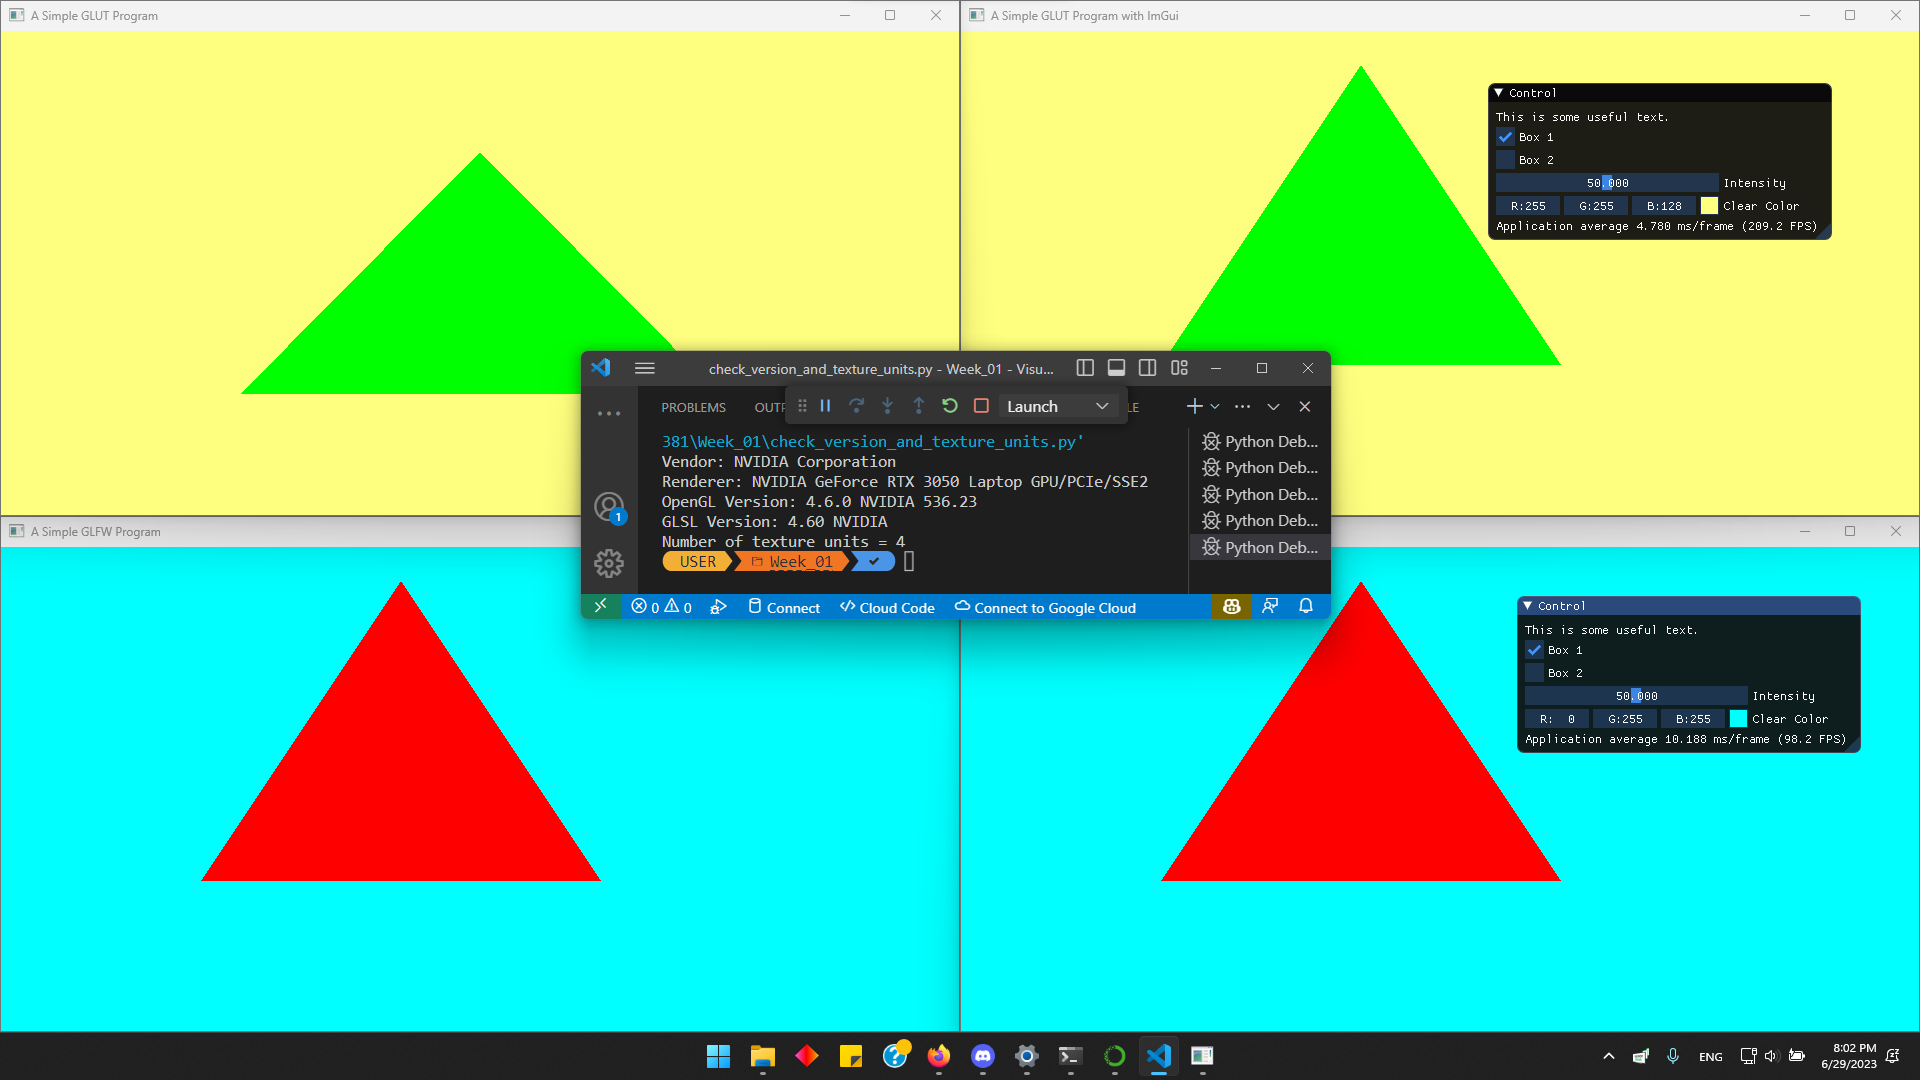 A Simple GLUT Program
A Simple GLUT Program with ImGui
Control
This is some useful text.
Box 1
Box 2
50.000 Intensity
R:255 G:255 B:128 Clear Color
Application average 4.780 ms/frame (209.2 FPS)
check_version_and_texture_units.py - Week_01 - Visu...
PROBLEMS
Launch
381\Week_01\check_version_and_texture_units.py'
Vendor: NVIDIA Corporation
Renderer: NVIDIA GeForce RTX 3050 Laptop GPU/PCIe/SSE2
OpenGL Version: 4.6.0 NVIDIA 536.23
GLSL Version: 4.60 NVIDIA
Number of texture units = 4
USER Week_01
Python Deb...
Python Deb...
Python Deb...
Python Deb...
Python Deb...
1
0 0 Connect Cloud Code Connect to Google Cloud
A Simple GLFW Program
Control
This is some useful text.
Box 1
Box 2
50.000 Intensity
R: 0 G:255 B:255 Clear Color
Application average 10.188 ms/frame (98.2 FPS)
ENG
8:02 PM
6/29/2023